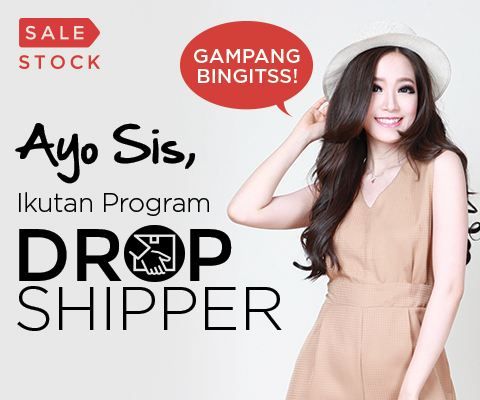 SALE
STOCK
GAMPANG
BINGITSS!
Ayo Sis,
Ikutan Program
DROP
SHIPPER